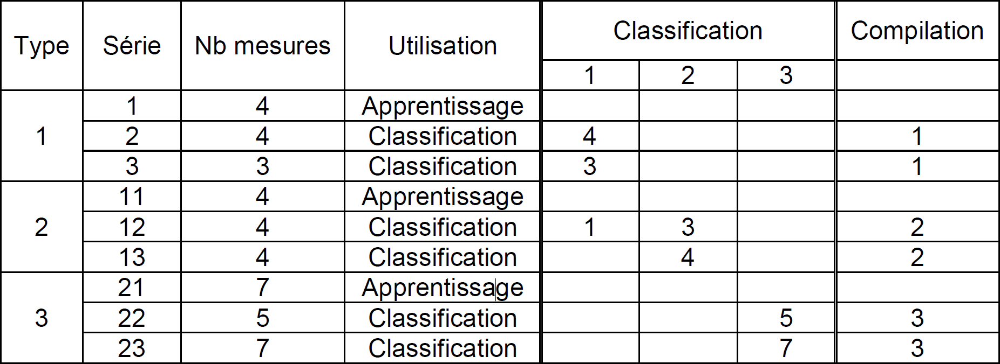 Type Série Nb mesures Utilisation Classification Compilation
1 2 3
1 4 Apprentissage
1 2 4 Classification 4 1
3 3 Classification 3 1
11 4 Apprentissage
2 12 4 Classification 1 3 2
13 4 Classification 4 2
21 7 Apprentissage
3 22 5 Classification 5 3
23 7 Classification 7 3